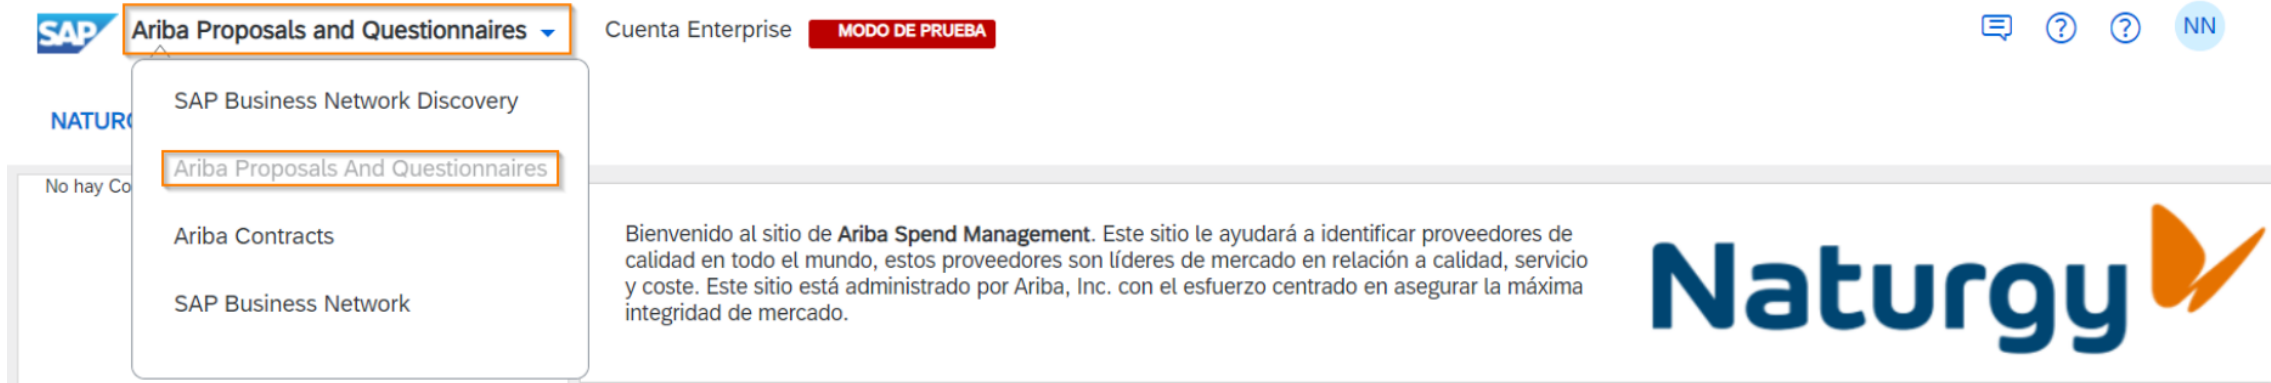 SAP Ariba Proposals and Questionnaires Cuenta Enterprise MODO DE PRUEBA NN
SAP Business Network Discovery
NATURG
Ariba Proposals And Questionnaires
No hay Co
Ariba Contracts
SAP Business Network
Bienvenido al sitio de Ariba Spend Management. Este sitio le ayudará a identificar proveedores de
calidad en todo el mundo, estos proveedores son líderes de mercado en relación a calidad, servicio
y coste. Este sitio está administrado por Ariba, Inc. con el esfuerzo centrado en asegurar la máxima
integridad de mercado.
Naturgy